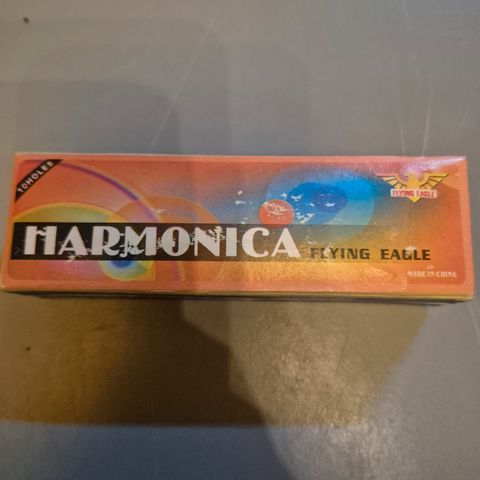 10HOLES
FLYING EAGLE
HARMONICA FLYING EAGLE
MADE IN CHINA